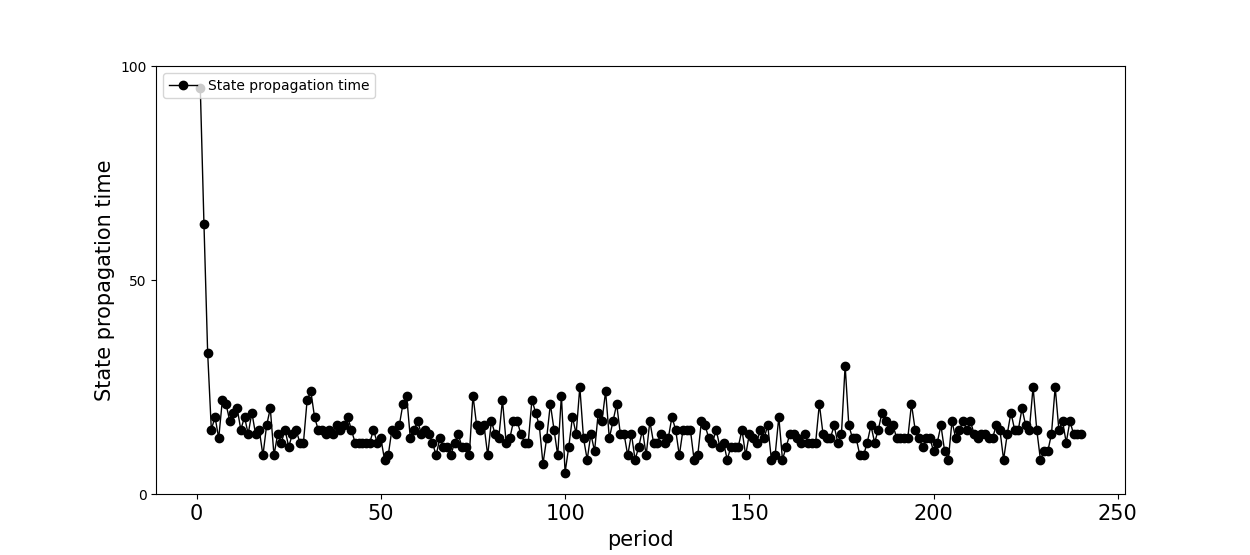 State propagation time
100
50
0
State propagation time
0 50 100 150 200 250
period